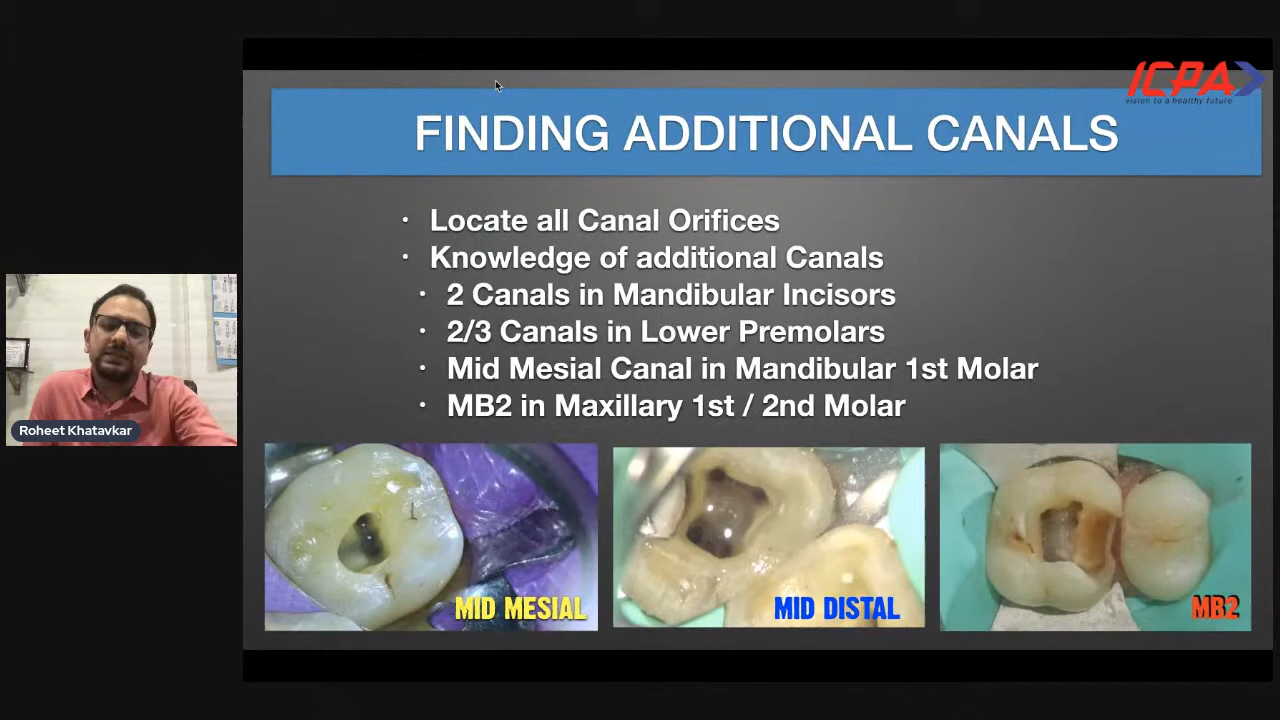 ICPA
vision to a healthy future
FINDING ADDITIONAL CANALS
· Locate all Canal Orifices
· Knowledge of additional Canals
· 2 Canals in Mandibular Incisors
· 2/3 Canals in Lower Premolars
· Mid Mesial Canal in Mandibular 1st Molar
· MB2 in Maxillary 1st / 2nd Molar
Roheet Khatavkar
MID MESIAL
MID DISTAL
MB2